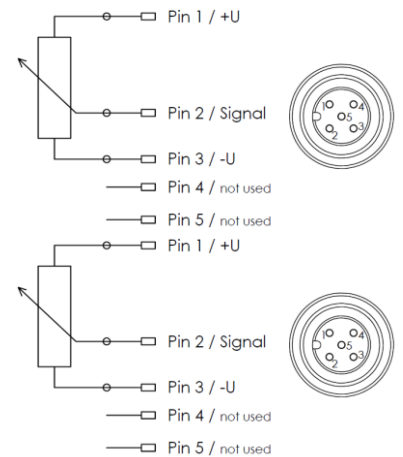 Pin 1 / +U
Pin 2 / Signal
Pin 3 / -U
Pin 4 / not used
Pin 5 / not used
1 4
5
2 3
Pin 1 / +U
Pin 2 / Signal
Pin 3 / -U
Pin 4 / not used
Pin 5 / not used
1 4
5
2 3